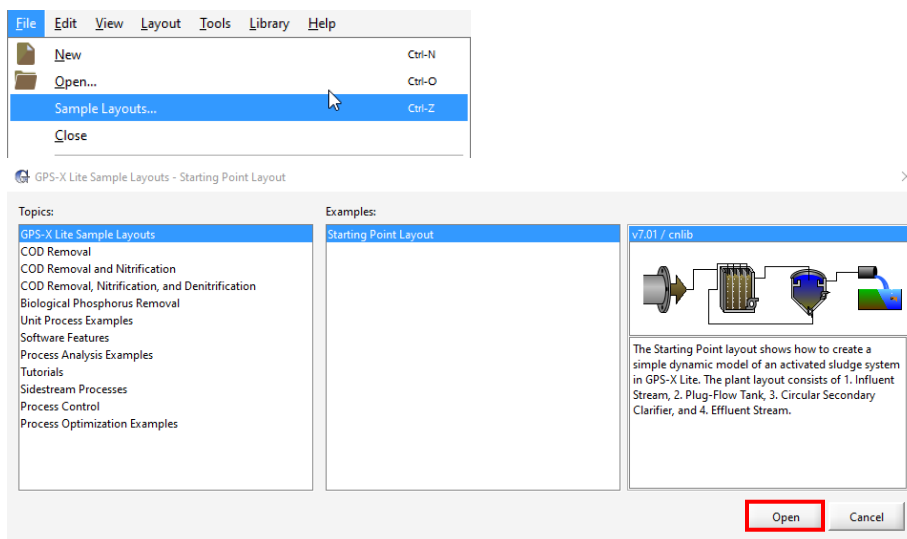 File Edit View Layout Tools Library Help
New Ctrl-N
Open... Ctrl-O
Sample Layouts... Ctrl-Z
Close
GPS-X Lite Sample Layouts - Starting Point Layout
Topics:
GPS-X Lite Sample Layouts
COD Removal
COD Removal and Nitrification
COD Removal, Nitrification, and Denitrification
Biological Phosphorus Removal
Unit Process Examples
Software Features
Process Analysis Examples
Tutorials
Sidestream Processes
Process Control
Process Optimization Examples
Examples:
Starting Point Layout
v7.01 / cnlib
The Starting Point layout shows how to create a
simple dynamic model of an activated sludge system
in GPS-X Lite. The plant layout consists of 1. Influent
Stream, 2. Plug-Flow Tank, 3. Circular Secondary
Clarifier, and 4. Effluent Stream.
Open Cancel